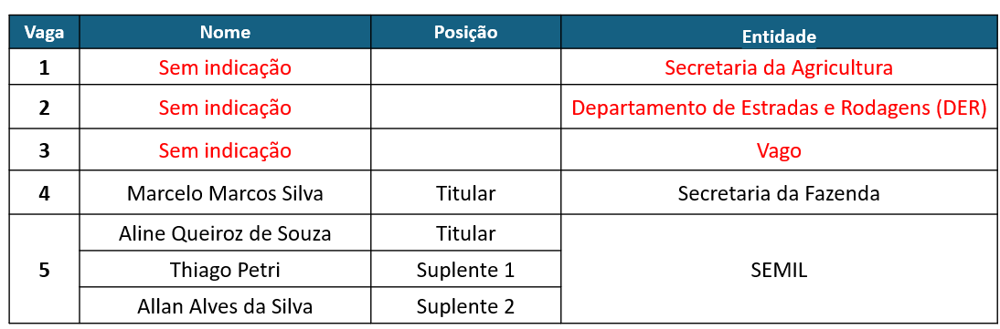 Vaga Nome Posição Entidade
1 Sem indicação Secretaria da Agricultura
2 Sem indicação Departamento de Estradas e Rodagens (DER)
3 Sem indicação Vago
4 Marcelo Marcos Silva Titular Secretaria da Fazenda
5 Aline Queiroz de Souza Titular SEMIL
Thiago Petri Suplente 1
Allan Alves da Silva Suplente 2